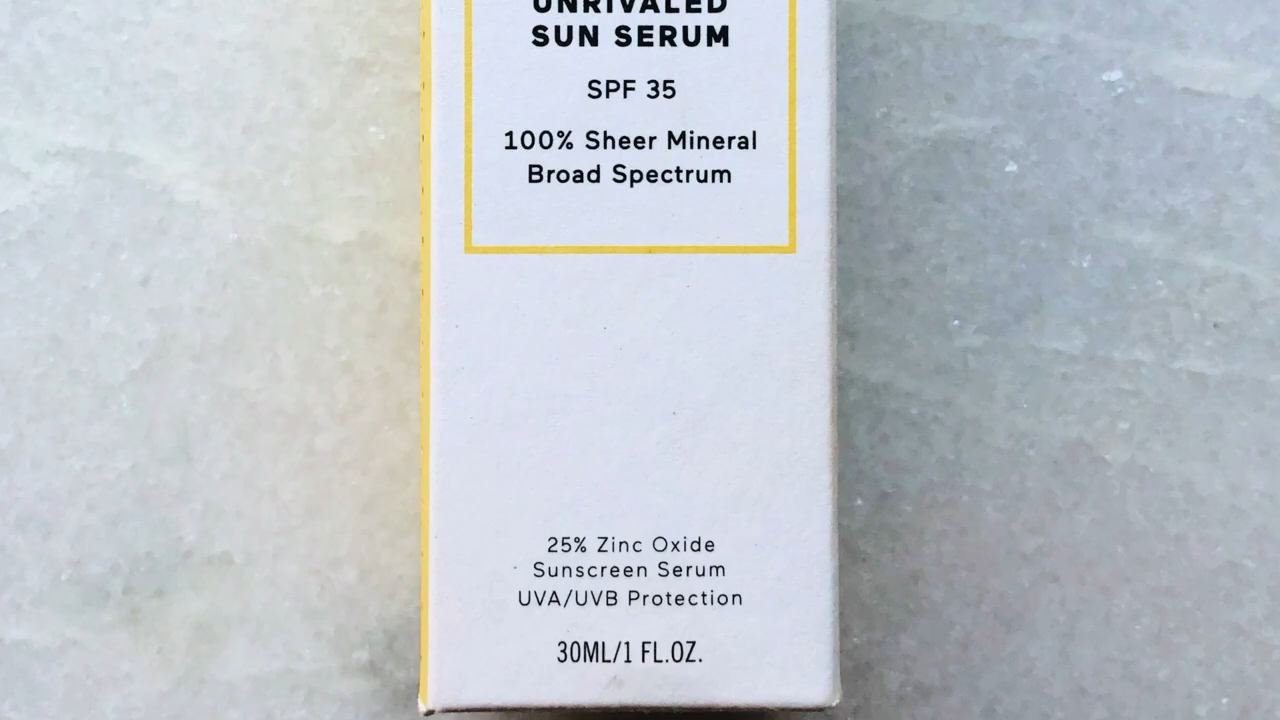 UNRIVALED
SUN SERUM
SPF 35
100% Sheer Mineral
Broad Spectrum
25% Zinc Oxide
Sunscreen Serum
UVA/UVB Protection
30ML/1 FL.OZ.